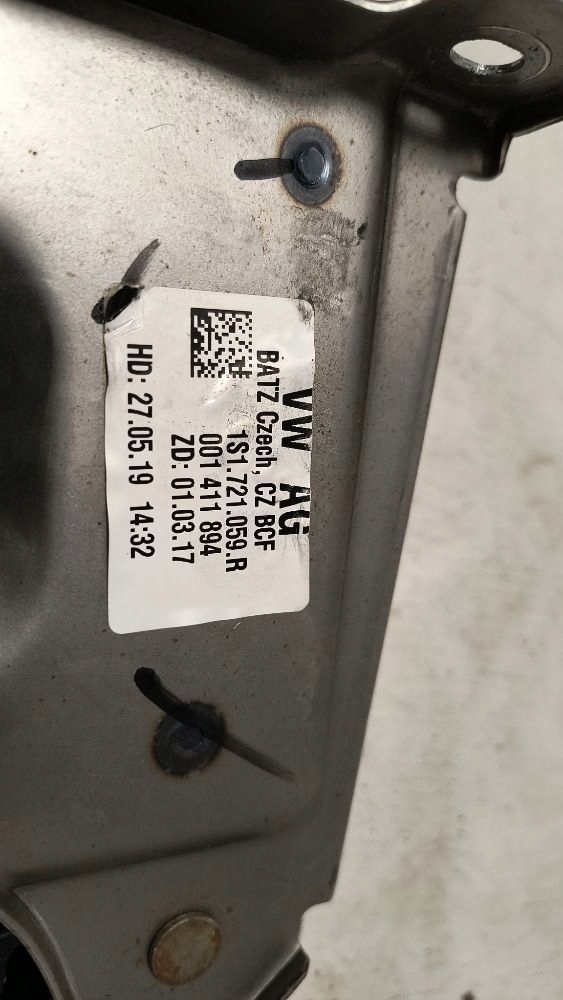 VW AG
BATZ Czech, CZ BCF
1S1.721.059.R
001 411 894
ZD: 01.03.17
HD: 27.05.19 14:32